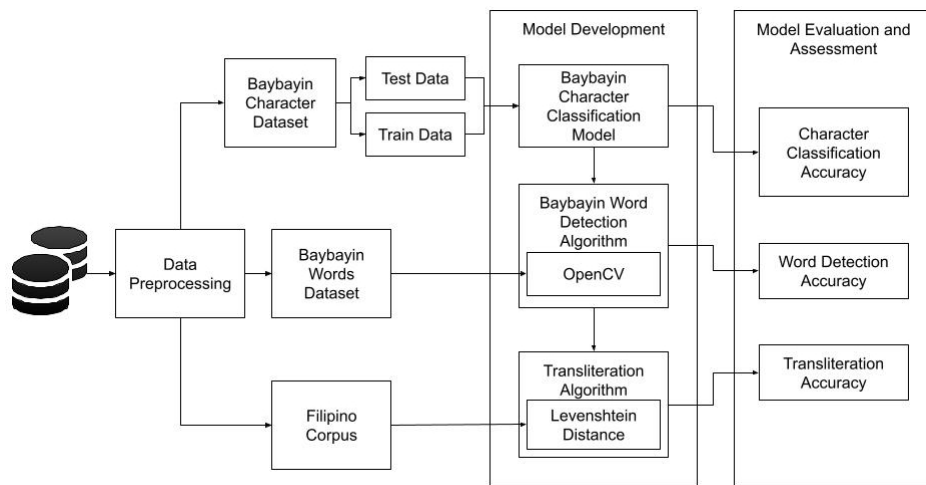 Model Development
Model Evaluation and
Assessment
Baybayin
Character
Dataset
Test Data
Train Data
Baybayin
Character
Classification
Model
Character
Classification
Accuracy
Data
Preprocessing
Baybayin
Words
Dataset
Baybayin Word
Detection
Algorithm
OpenCV
Word Detection
Accuracy
Filipino
Corpus
Transliteration
Algorithm
Levenshtein
Distance
Transliteration
Accuracy